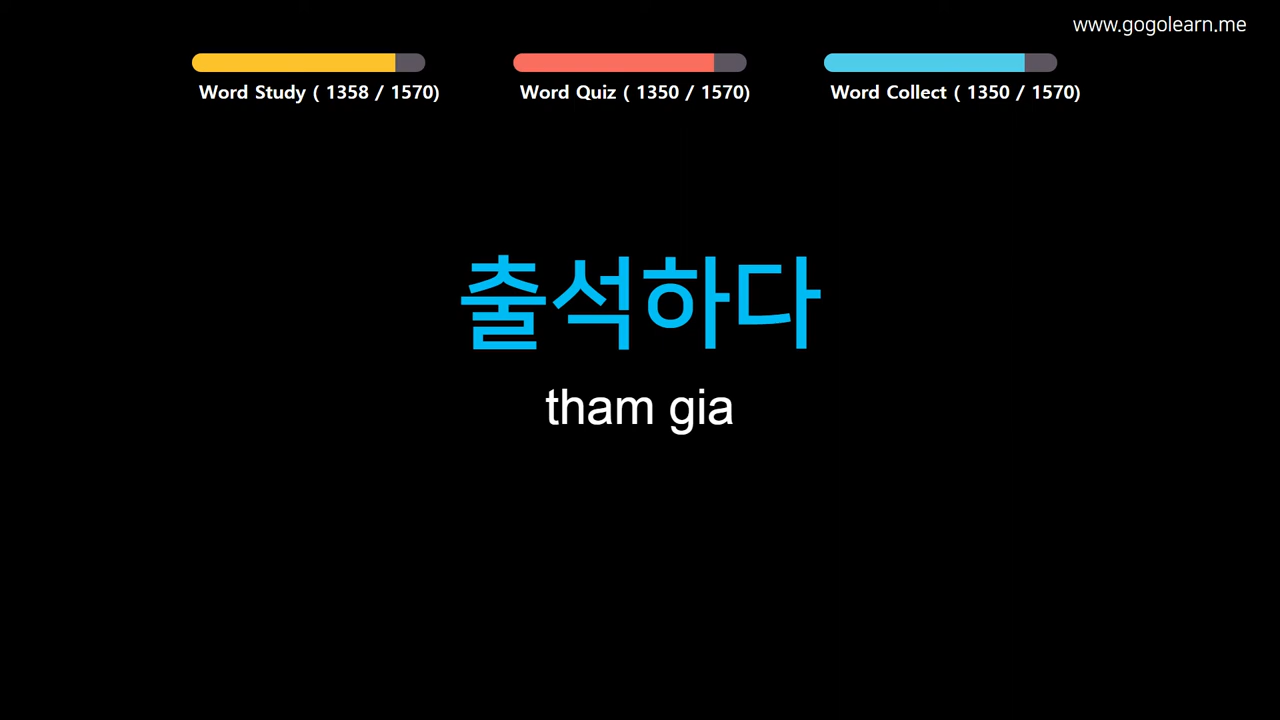 www.gogolearn.me
Word Study ( 1358 / 1570)
Word Quiz ( 1350 / 1570)
Word Collect ( 1350 / 1570)
출석하다
tham gia